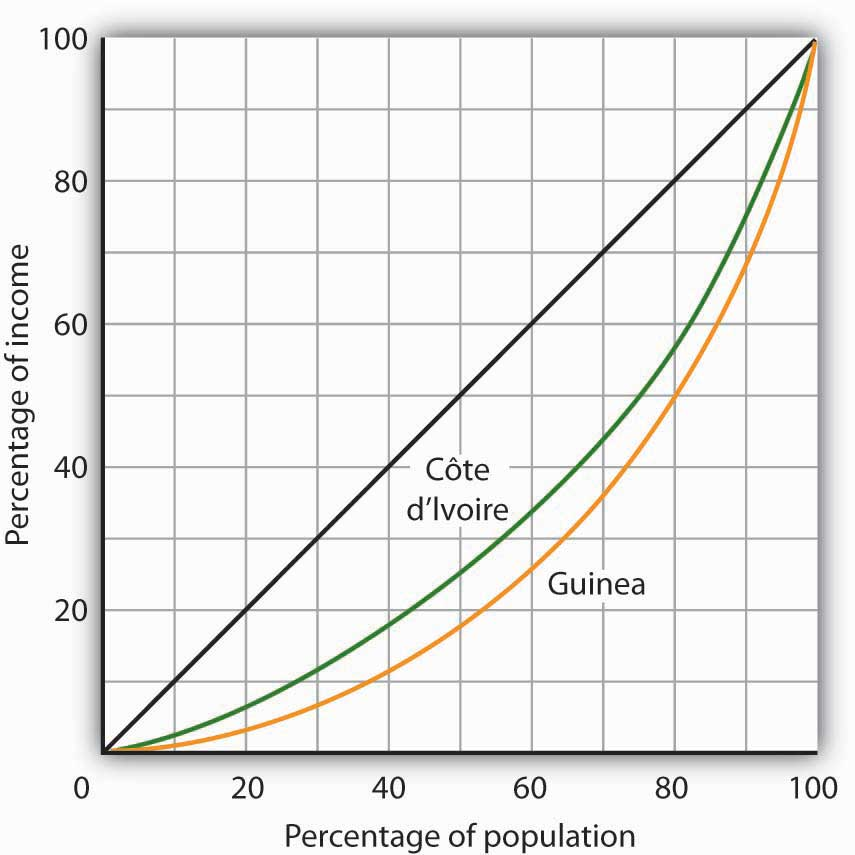 100
80
60
40
20
0
20
40
60
80
100
Percentage of income
Côte
d’Ivoire
Guinea
Percentage of population